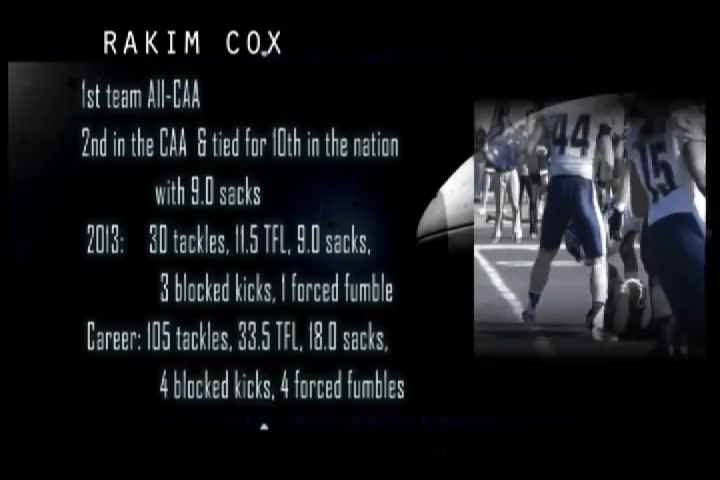 RAKIM COX
1st team All-CAA
2nd in the CAA & tied for 10th in the nation
with 9.0 sacks
2013: 30 tackles, 11.5 TFL, 9.0 sacks,
3 blocked kicks, 1 forced fumble
Career: 105 tackles, 33.5 TFL, 18.0 sacks,
4 blocked kicks, 4 forced fumbles
44
15